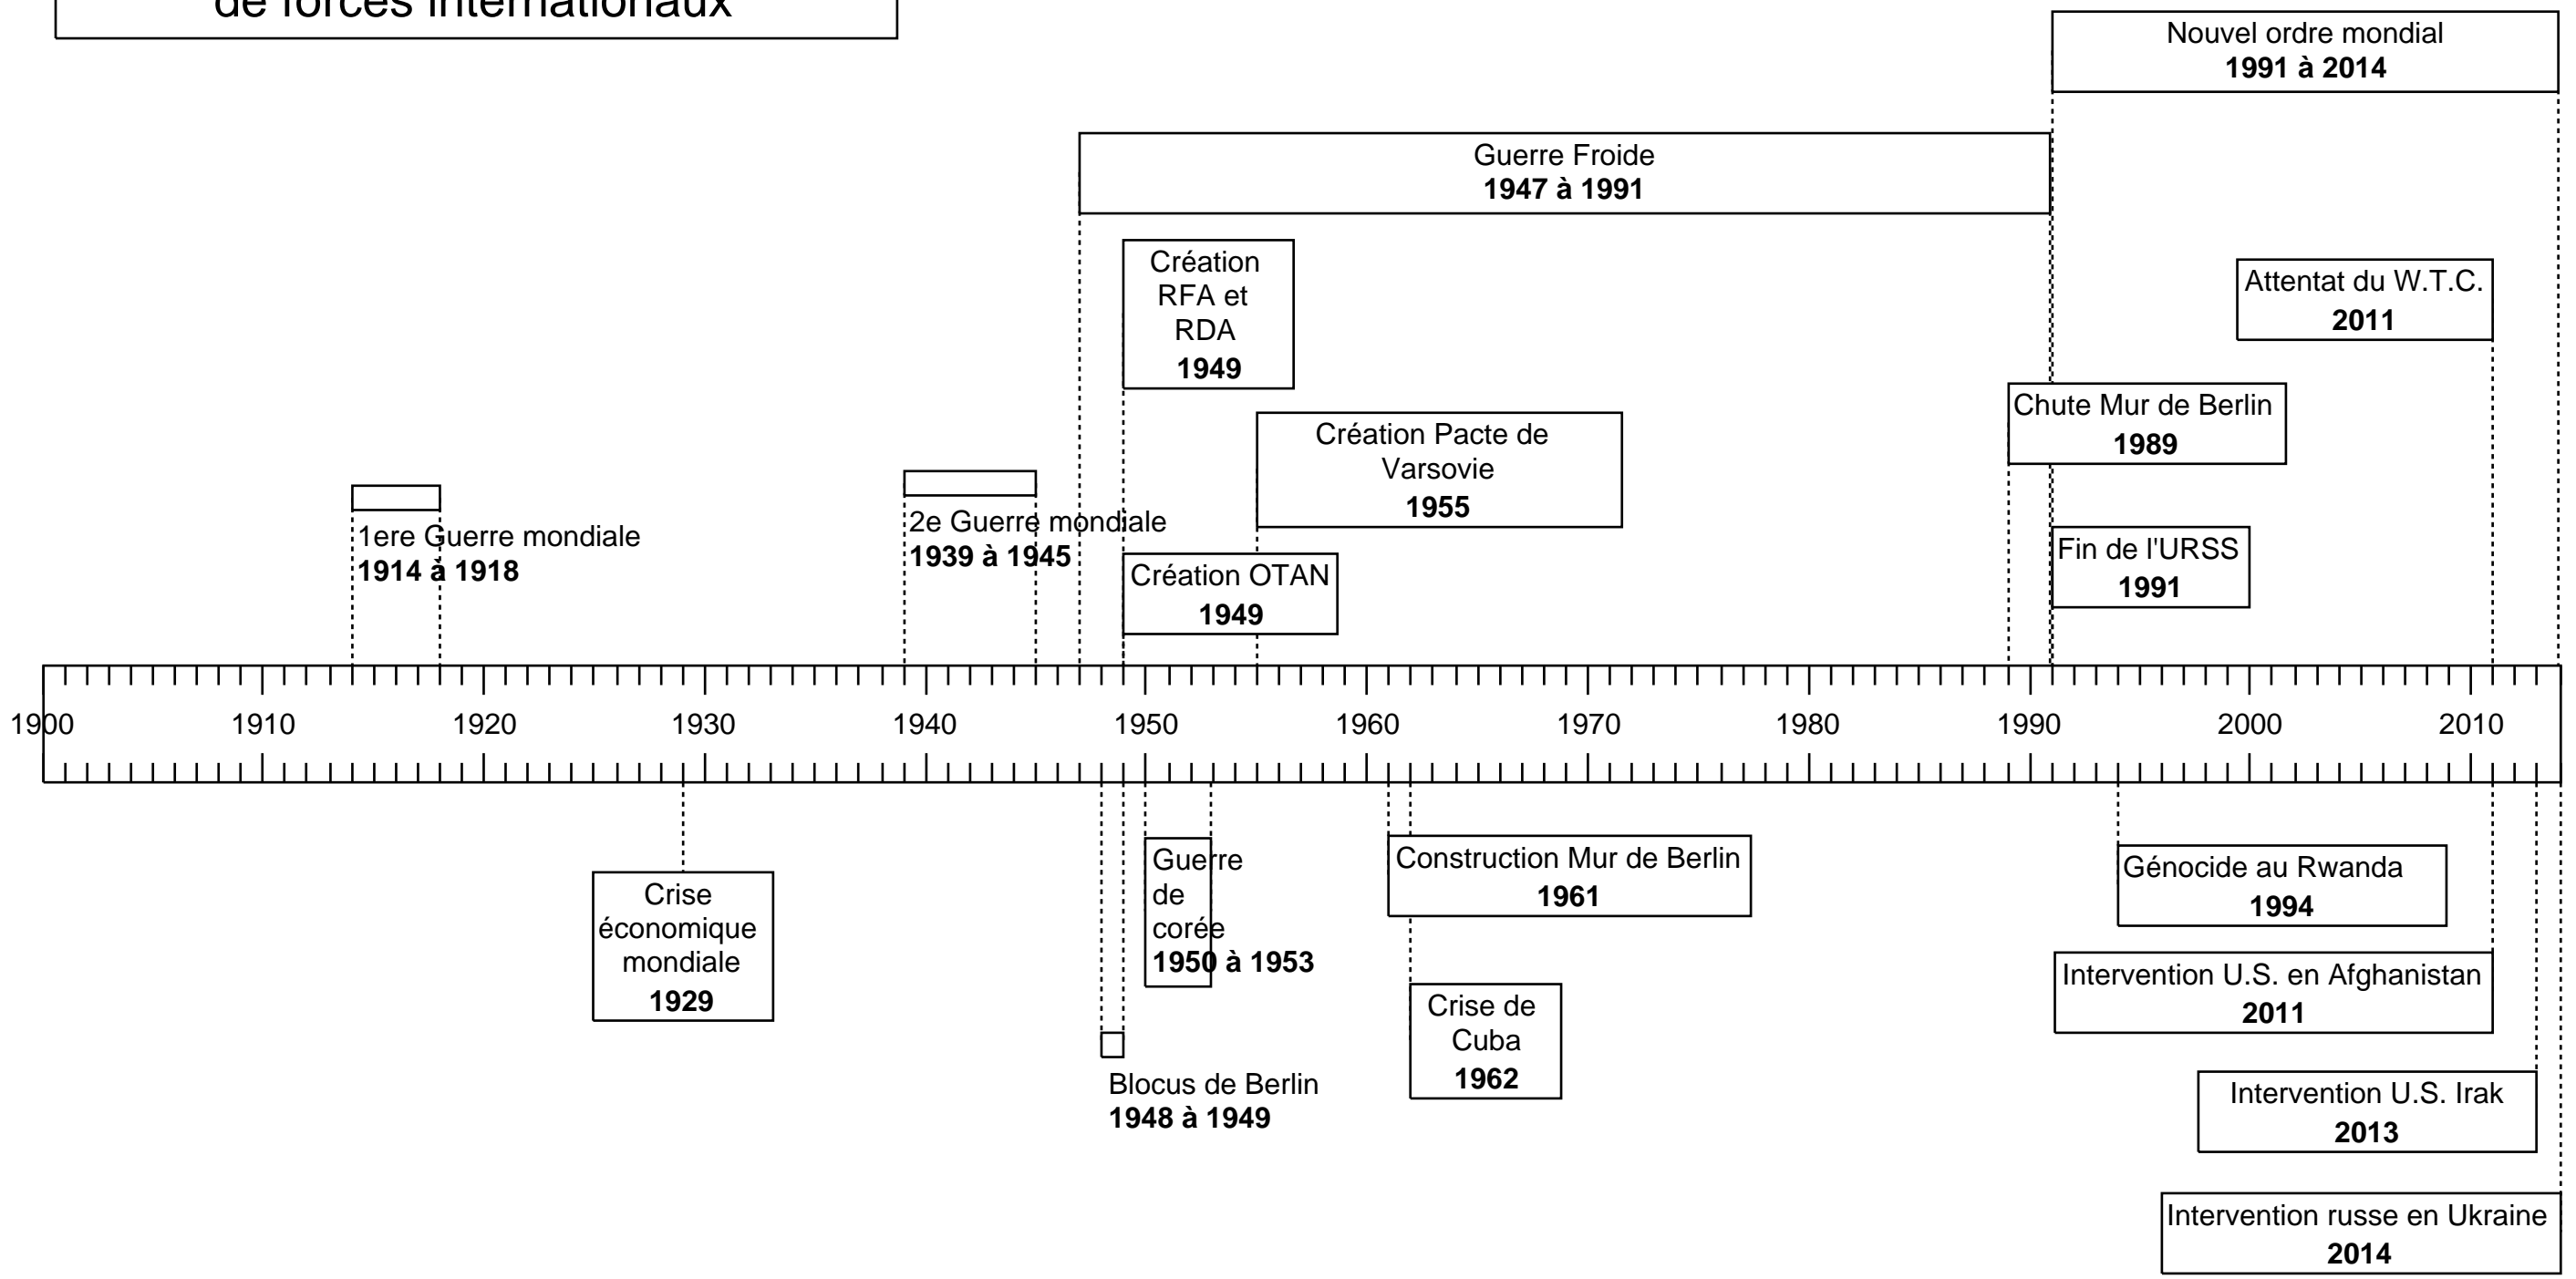 de forces internationaux
Nouvel ordre mondial
1991 à 2014
Guerre Froide
1947 à 1991
Création
RFA et
RDA
1949
Attentat du W.T.C.
2011
Chute Mur de Berlin
1989
Création Pacte de
Varsovie
1955
1ere Guerre mondiale
1914 à 1918
2e Guerre mondiale
1939 à 1945
Création OTAN
1949
Fin de l'URSS
1991
1900 1910 1920 1930 1940 1950 1960 1970 1980 1990 2000 2010
Crise
économique
mondiale
1929
Guerre
de
corée
1950 à 1953
Blocus de Berlin
1948 à 1949
Construction Mur de Berlin
1961
Crise de
Cuba
1962
Génocide au Rwanda
1994
Intervention U.S. en Afghanistan
2011
Intervention U.S. Irak
2013
Intervention russe en Ukraine
2014